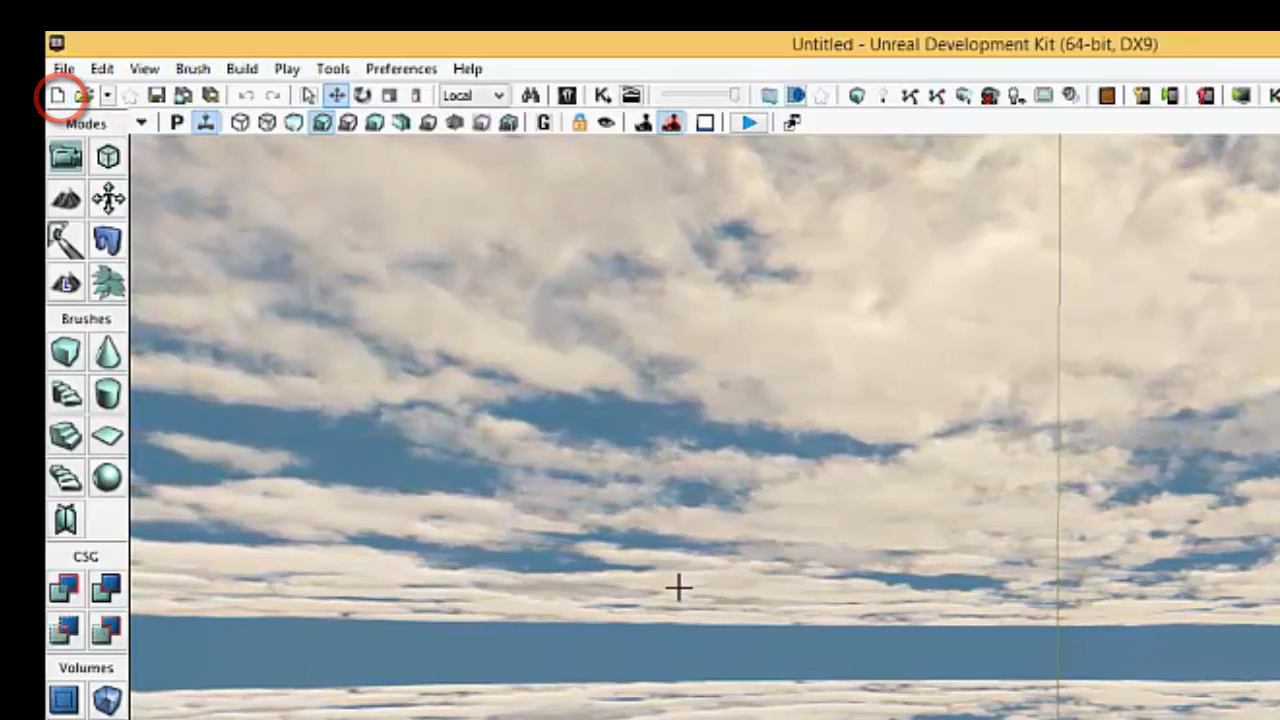 Untitled - Unreal Development Kit (64-bit, DX9)
File Edit View Brush Build Play Tools Preferences Help
Local
Modes
P
G
Brushes
CSG
Volumes